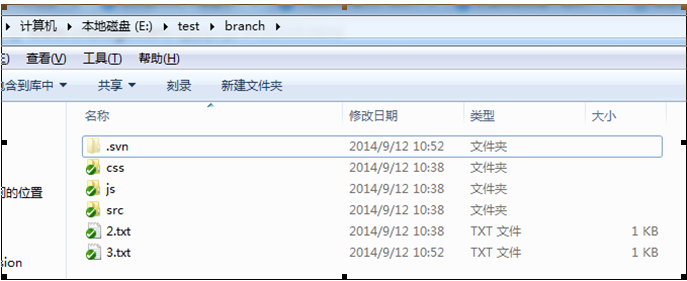 计算机 ▸ 本地磁盘 (E:) ▸ test ▸ branch ▸
E) 查看(V) 工具(T) 帮助(H)
包含到库中 ▼ 共享 ▼ 刻录 新建文件夹
名称 修改日期 类型 大小
.svn 2014/9/12 10:52 文件夹
css 2014/9/12 10:38 文件夹
js 2014/9/12 10:38 文件夹
src 2014/9/12 10:38 文件夹
2.txt 2014/9/12 10:38 TXT 文件 1 KB
3.txt 2014/9/12 10:52 TXT 文件 1 KB
的位置
sion